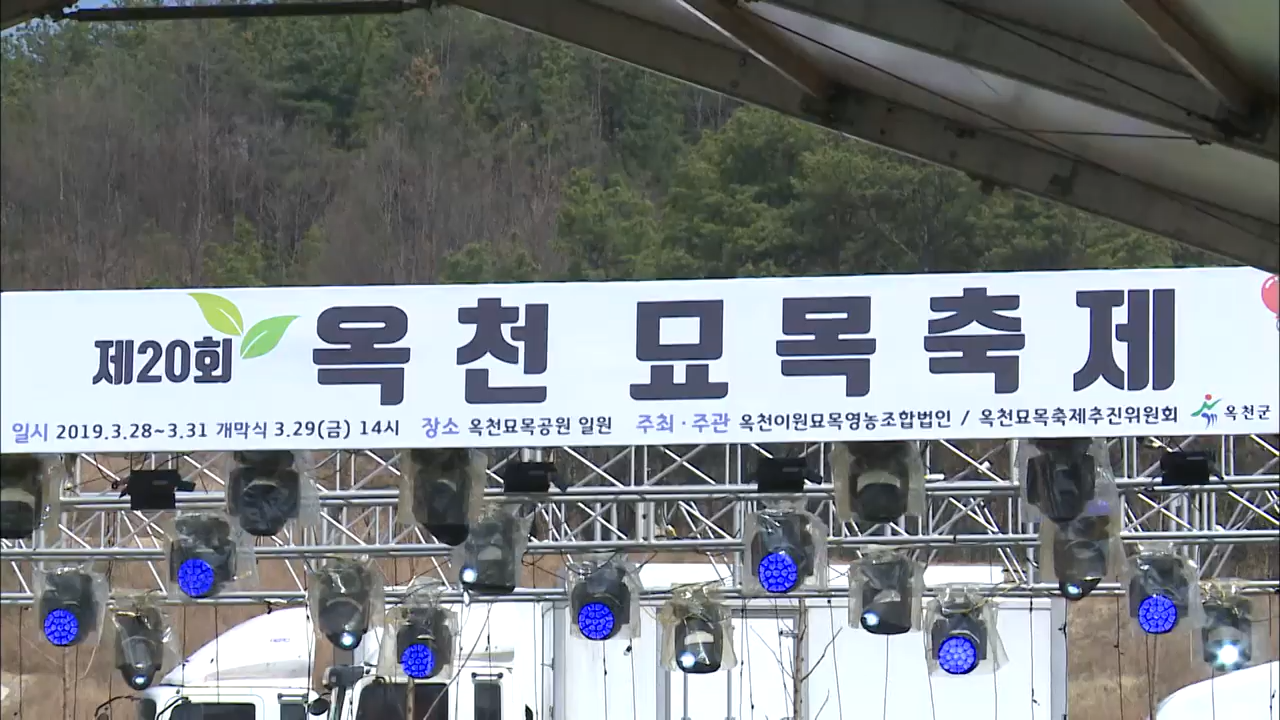 제20회 옥천 묘목축제
일시 2019.3.28~3.31 개막식 3.29(금) 14시 장소 옥천묘목공원 일원 주최·주관 옥천이원묘목영농조합법인 / 옥천묘목축제추진위원회 옥천군